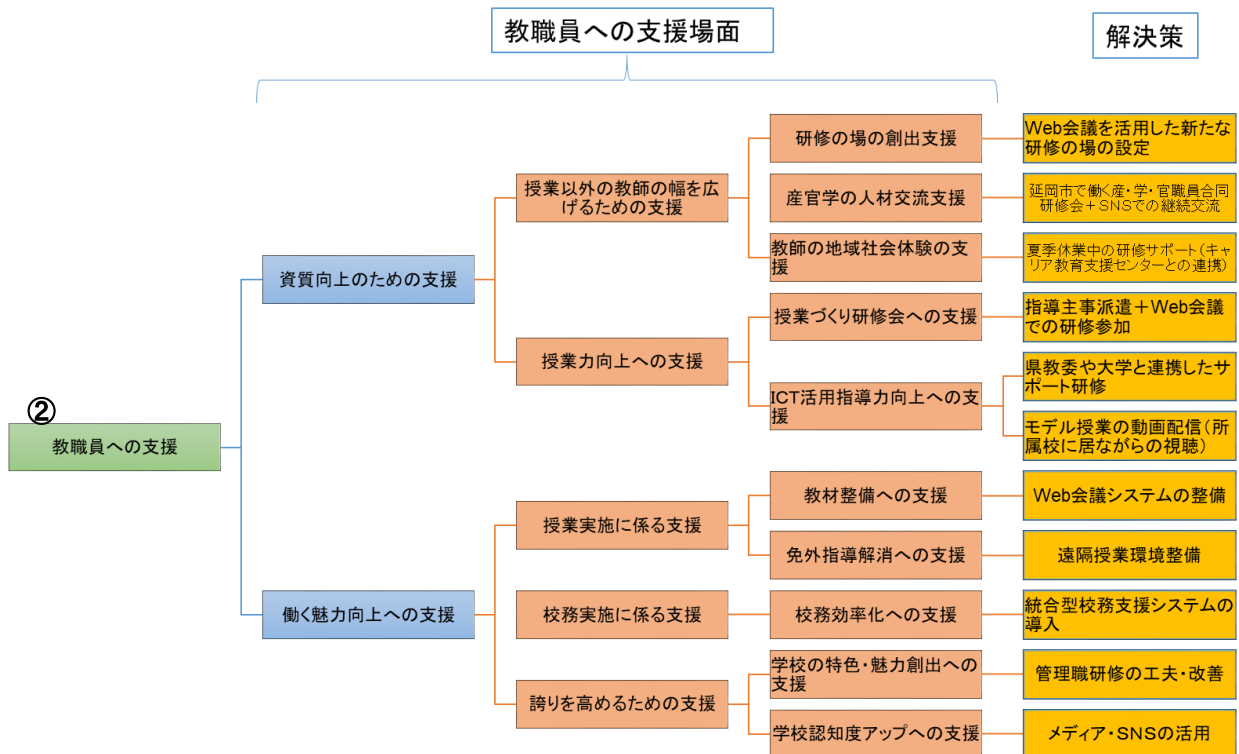 教職員への支援場面
解決策
②
教職員への支援
資質向上のための支援
授業以外の教師の幅を広
げるための支援
研修の場の創出支援
Web会議を活用した新たな
研修の場の設定
産官学の人材交流支援
延岡市で働く産・学・官職員合同
研修会+SNSでの継続交流
教師の地域社会体験の支
援
夏季休業中の研修サポート(キャ
リア教育支援センターとの連携)
授業力向上への支援
授業づくり研修会への支援
指導主事派遣+Web会議
での研修参加
ICT活用指導力向上への支
援
県教委や大学と連携したサ
ポート研修
モデル授業の動画配信(所
属校に居ながらの視聴)
働く魅力向上への支援
授業実施に係る支援
教材整備への支援
Web会議システムの整備
免外指導解消への支援
遠隔授業環境整備
校務実施に係る支援
校務効率化への支援
統合型校務支援システムの
導入
誇りを高めるための支援
学校の特色・魅力創出への
支援
管理職研修の工夫・改善
学校認知度アップへの支援
メディア・SNSの活用